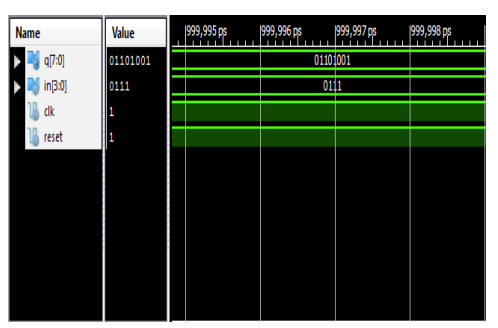 Name Value 999,995 ps 999,996 ps 999,997 ps 999,998 ps
q[7:0] 01101001 01101001
in[3:0] 0111 0111
clk 1
reset 1